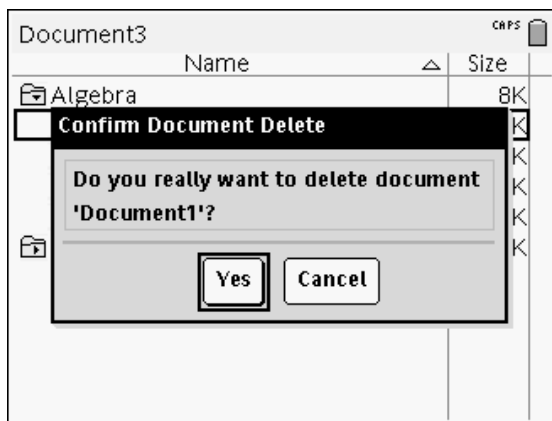 Document3 CAPS
Name Size
Algebra 8K
Confirm Document Delete K
K
Do you really want to delete document K
'Document1'? K
K
Yes Cancel